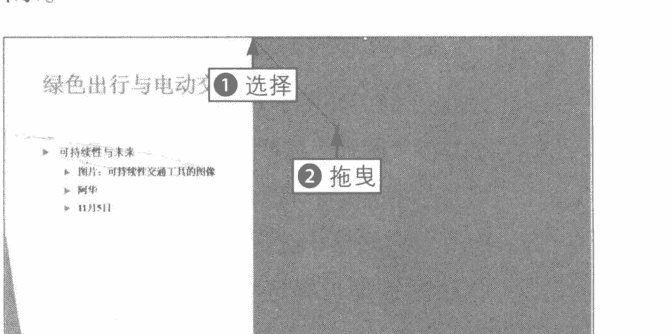 绿色出行与电动交
❶ 选择
可持续性与未来
图片：可持续性交通工具的图像
阿华
11月5日
❷ 拖曳